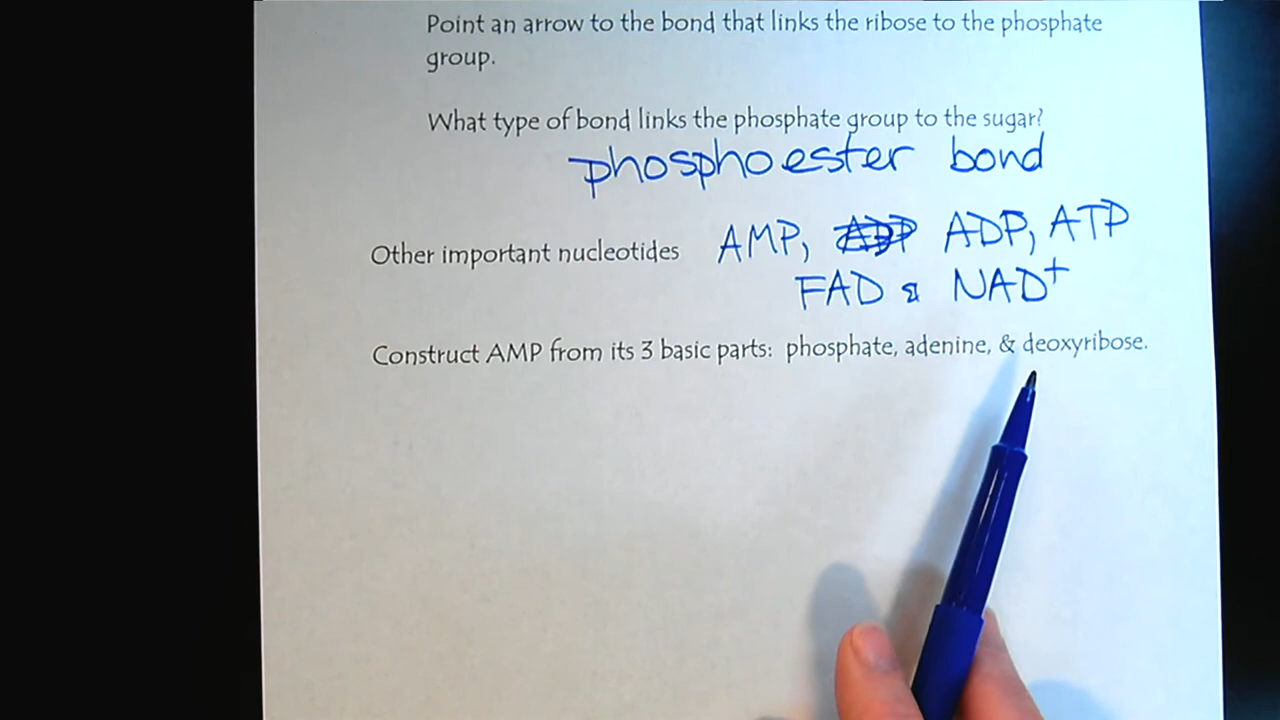 Point an arrow to the bond that links the ribose to the phosphate
group.
What type of bond links the phosphate group to the sugar?
phosphoester bond
Other important nucleotides AMP, ADP, ATP
FAD & NAD+
Construct AMP from its 3 basic parts: phosphate, adenine, & deoxyribose.